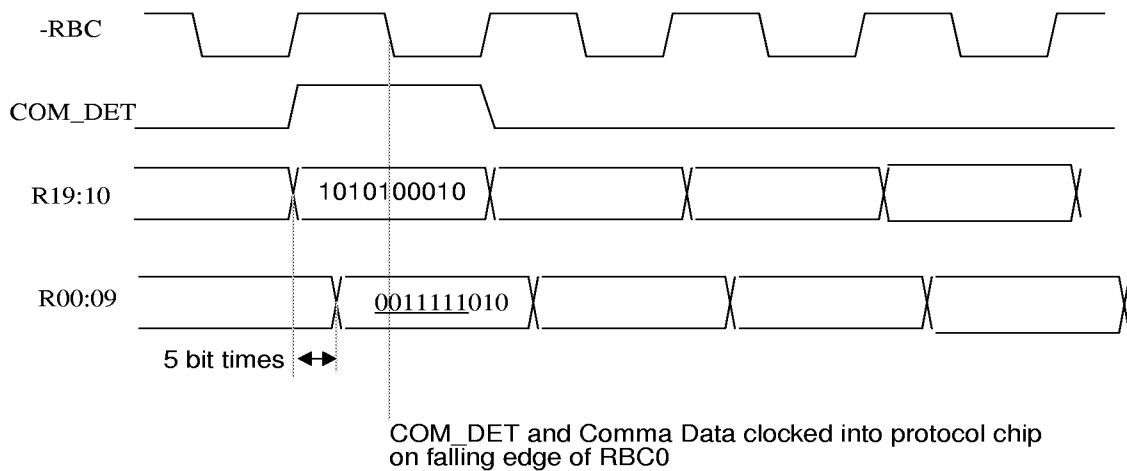 -RBC
COM_DET
R19:10
1010100010
R00:09
0011111010
5 bit times
COM_DET and Comma Data clocked into protocol chip
on falling edge of RBC0